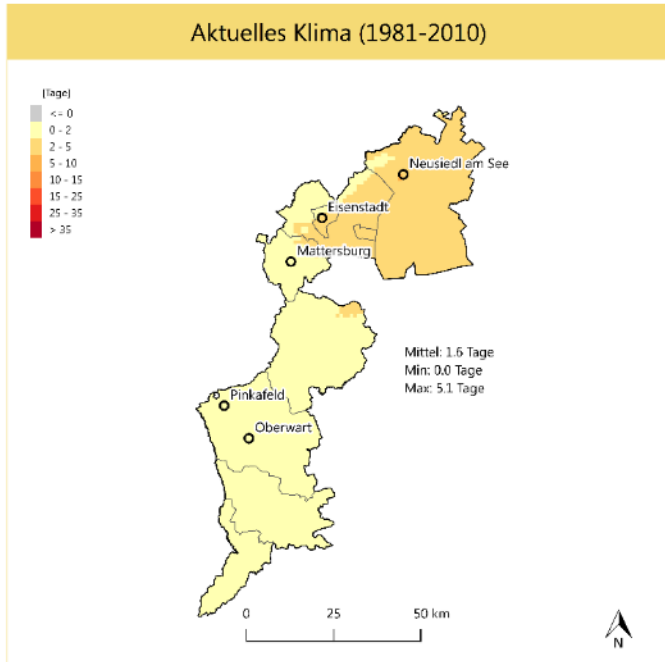 Aktuelles Klima (1981-2010)
[Tage]
<= 0
0 - 2
2 - 5
5 - 10
10 - 15
15 - 25
25 - 35
> 35
Neusiedl am See
Eisenstadt
Mattersburg
Mittel: 1.6 Tage
Min: 0.0 Tage
Max: 5.1 Tage
Pinkafeld
Oberwart
0 25 50 km
N